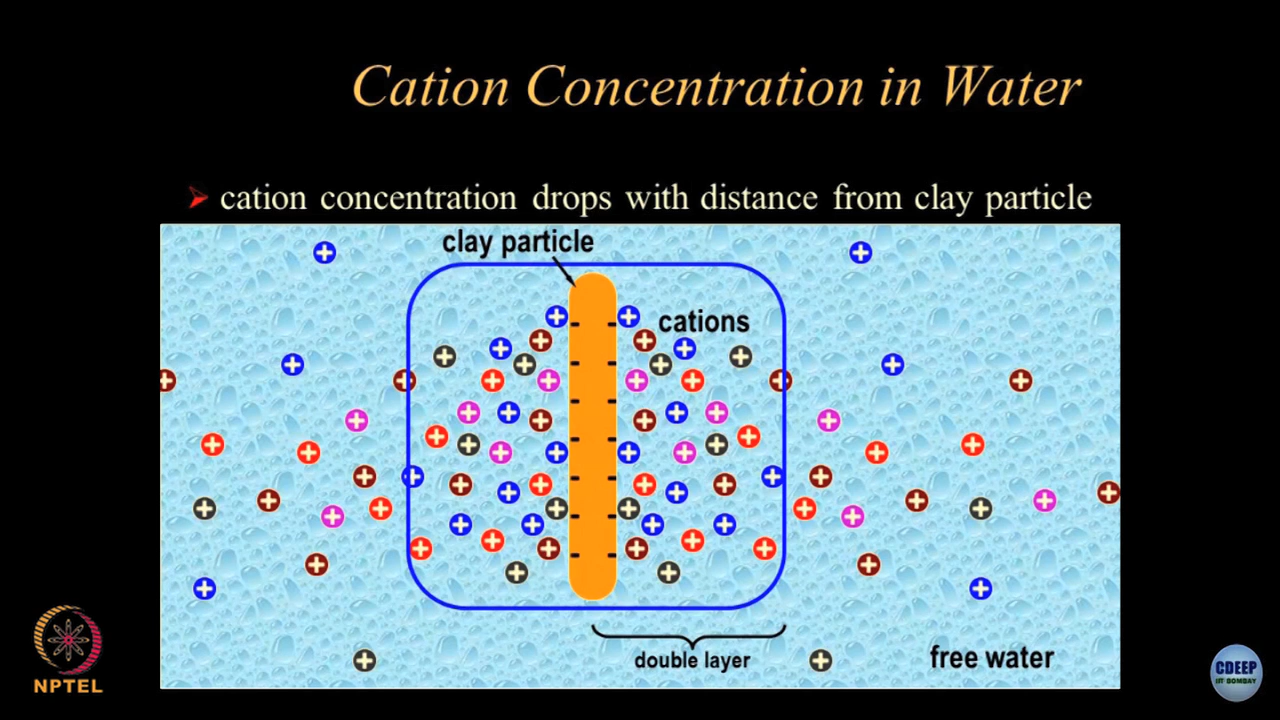 Cation Concentration in Water
cation concentration drops with distance from clay particle
clay particle
cations
double layer
free water
NPTEL
CDEEP
IIT BOMBAY